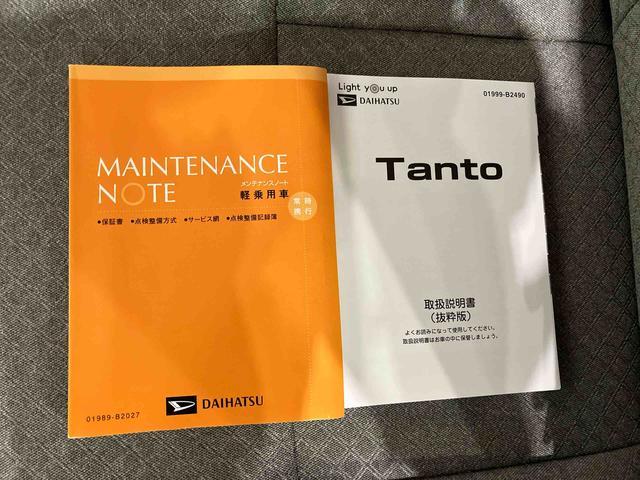 MAINTENANCE
NOTE
メンテナンスノート
軽乗用車
常時
携行
●保証書 ●点検整備方式 ●サービス網 ●点検整備記録簿
01989-B2027
DAIHATSU
Light you up
DAIHATSU
01999-B2490
Tanto
取扱説明書
（抜粋版）
よくお読みになって使用してください。
取扱説明書はお車の中に保管しましょう。